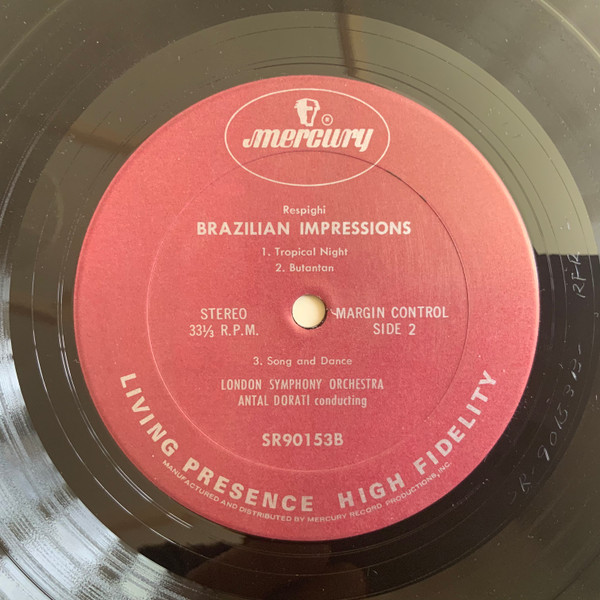 ®
mercury
Respighi
BRAZILIAN IMPRESSIONS
1. Tropical Night
2. Butantan
STEREO
33⅓ R.P.M.
MARGIN CONTROL
SIDE 2
3. Song and Dance
LONDON SYMPHONY ORCHESTRA
ANTAL DORATI conducting
SR90153B
LIVING PRESENCE HIGH FIDELITY
MANUFACTURED AND DISTRIBUTED BY MERCURY RECORD PRODUCTIONS, INC.